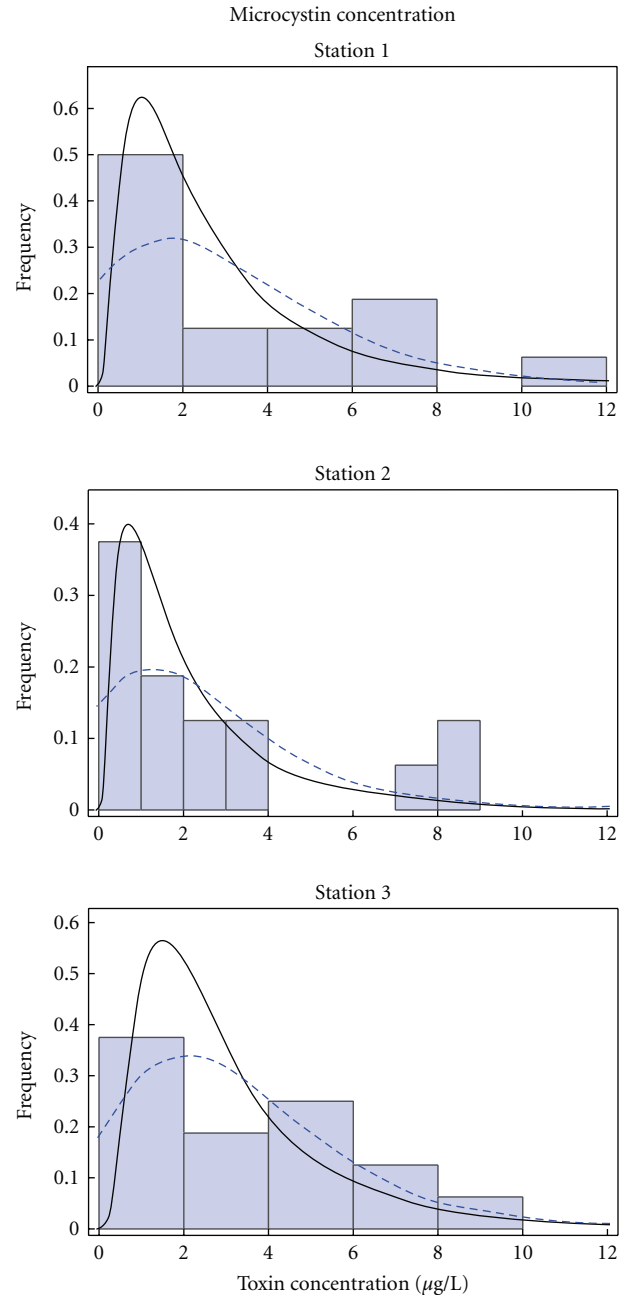 Microcystin concentration
Station 1
Frequency
0.6
0.5
0.4
0.3
0.2
0.1
0
0 2 4 6 8 10 12
Station 2
Frequency
0.4
0.3
0.2
0.1
0
0 2 4 6 8 10 12
Station 3
Frequency
0.6
0.5
0.4
0.3
0.2
0.1
0
0 2 4 6 8 10 12
Toxin concentration (µg/L)